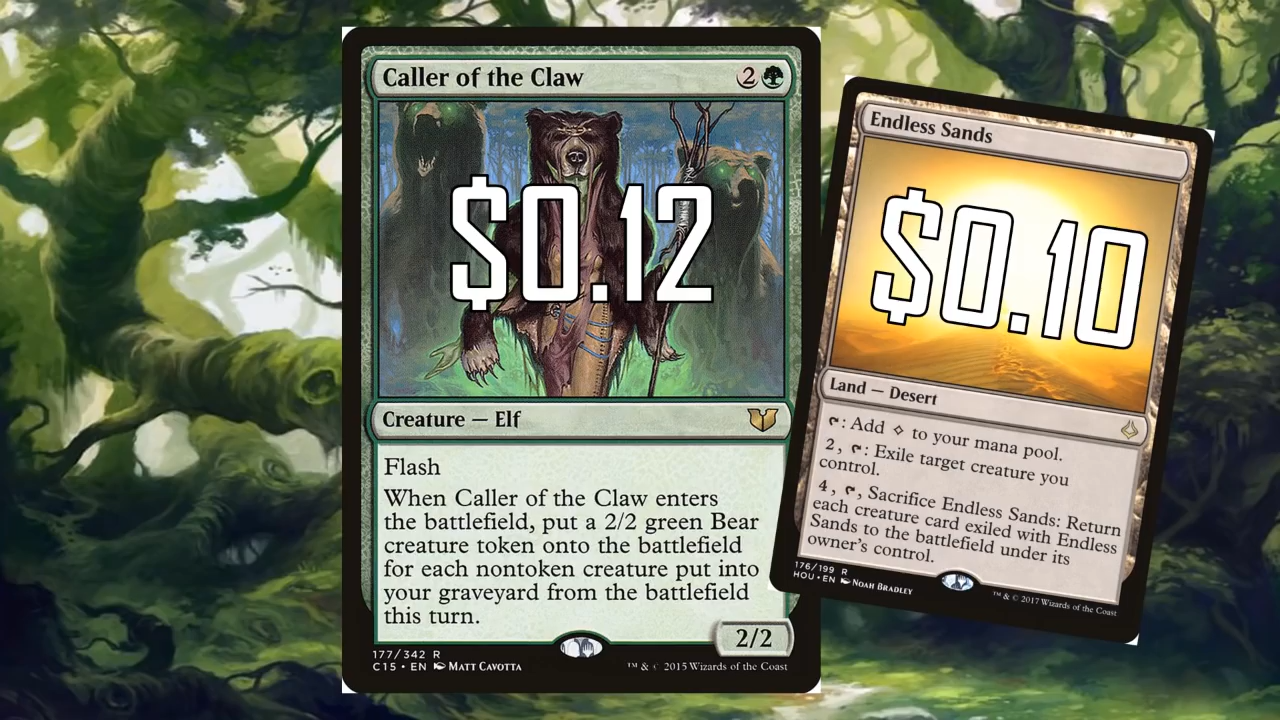 Caller of the Claw 2
$0.12
Creature — Elf
Flash
When Caller of the Claw enters
the battlefield, put a 2/2 green Bear
creature token onto the battlefield
for each nontoken creature put into
your graveyard from the battlefield
this turn.
2/2
177/342 R
C15 • EN MATT CAVOTTA
™ & © 2015 Wizards of the Coast
Endless Sands
$0.10
Land — Desert
: Add to your mana pool.
2, : Exile target creature you
control.
4, , Sacrifice Endless Sands: Return
each creature card exiled with Endless
Sands to the battlefield under its
owner's control.
176/199 R
HOU • EN NOAH BRADLEY
™ & © 2017 Wizards of the Coast